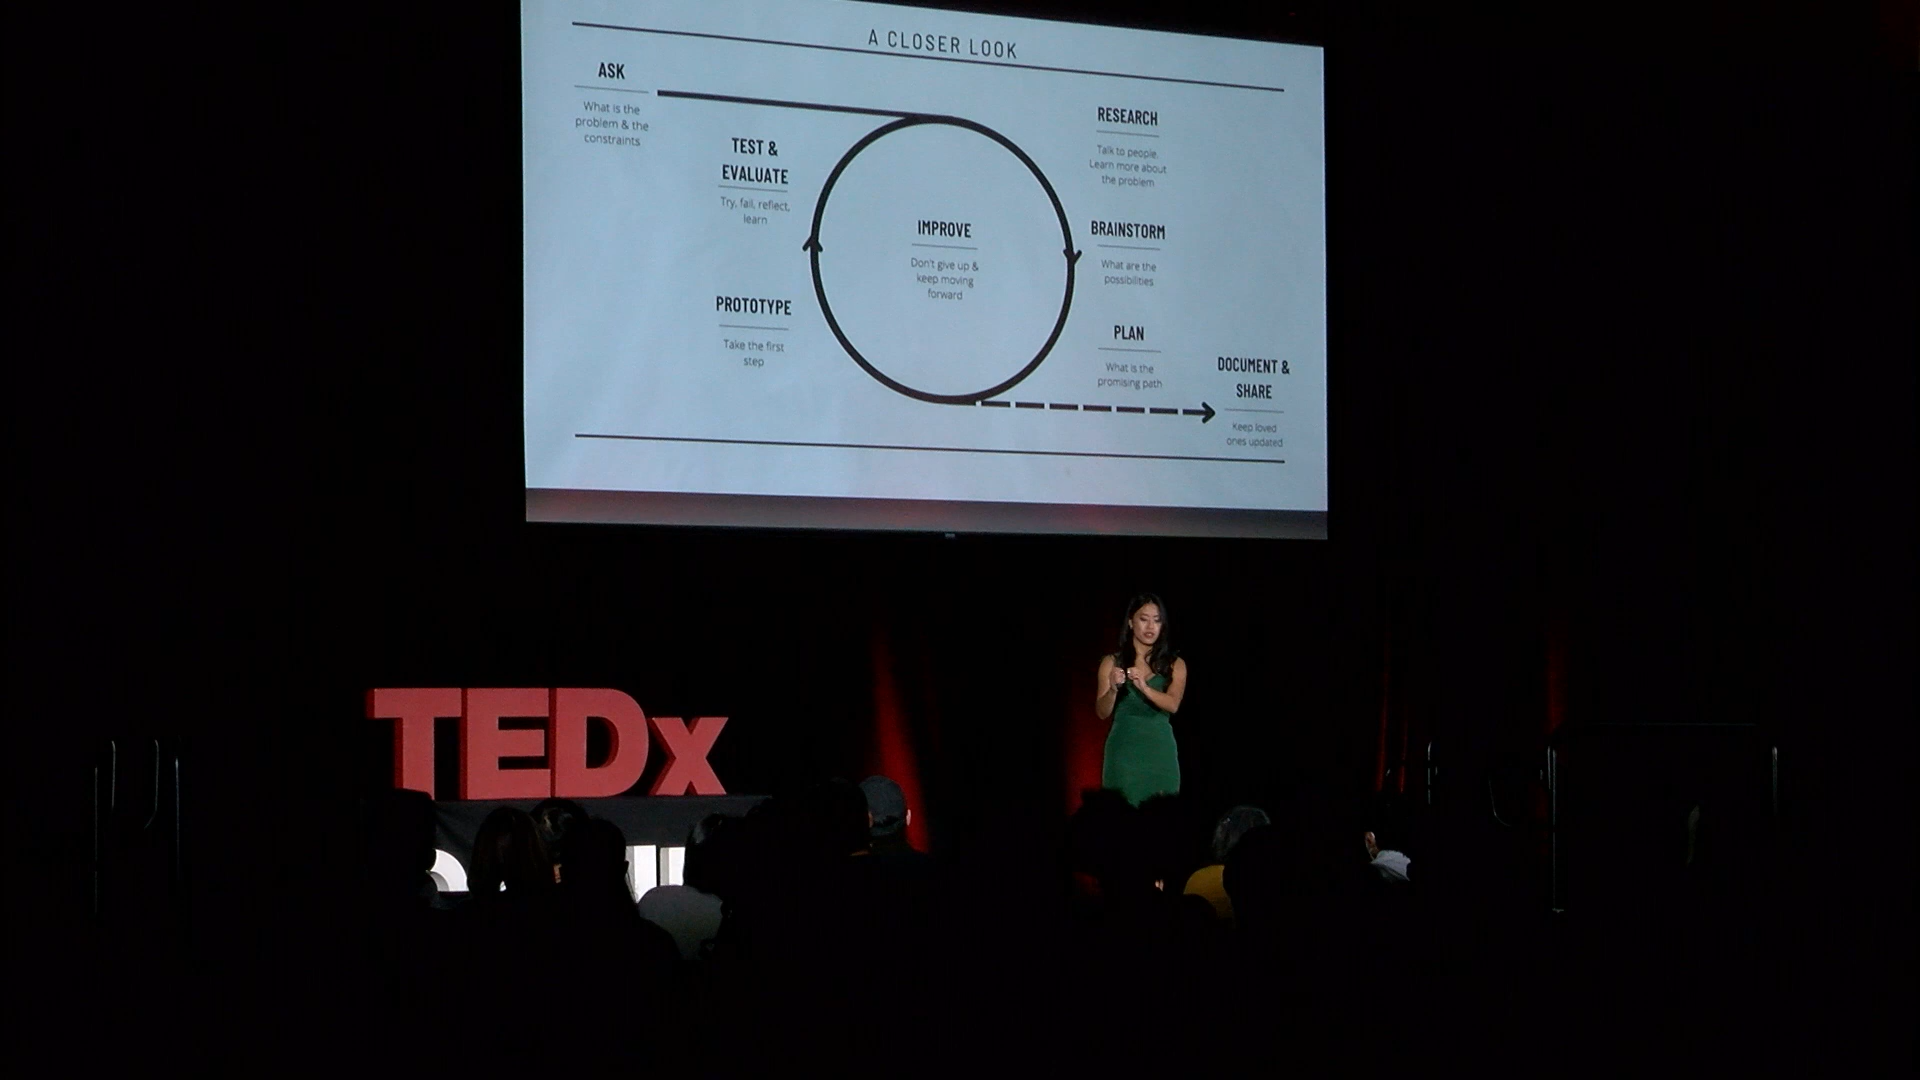 A CLOSER LOOK
ASK
What is the
problem & the
constraints
RESEARCH
Talk to people.
Learn more about
the problem
TEST &
EVALUATE
Try, fail, reflect,
learn
IMPROVE
Don't give up &
keep moving
forward
BRAINSTORM
What are the
possibilities
PROTOTYPE
Take the first
step
PLAN
What is the
promising path
DOCUMENT &
SHARE
Keep loved
ones updated
TEDx